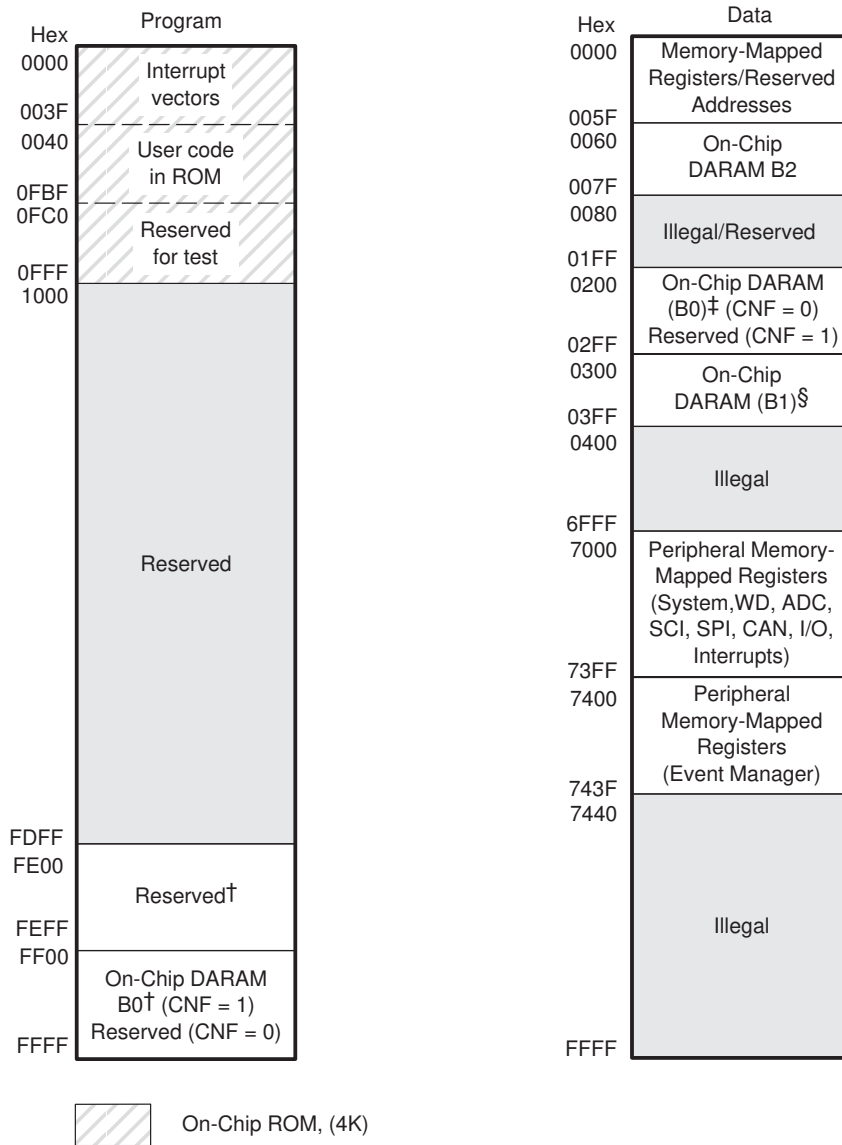 Program
Hex
0000
Interrupt
vectors
003F
0040
User code
in ROM
0FBF
0FC0
Reserved
for test
0FFF
1000
Reserved
FDFF
FE00
Reserved†
FEFF
FF00
On-Chip DARAM
B0† (CNF = 1)
Reserved (CNF = 0)
FFFF
On-Chip ROM, (4K)
Data
Hex
0000
Memory-Mapped
Registers/Reserved
Addresses
005F
0060
On-Chip
DARAM B2
007F
0080
Illegal/Reserved
01FF
0200
On-Chip DARAM
(B0)‡ (CNF = 0)
Reserved (CNF = 1)
02FF
0300
On-Chip
DARAM (B1)§
03FF
0400
Illegal
6FFF
7000
Peripheral Memory-
Mapped Registers
(System,WD, ADC,
SCI, SPI, CAN, I/O,
Interrupts)
73FF
7400
Peripheral
Memory-Mapped
Registers
(Event Manager)
743F
7440
Illegal
FFFF